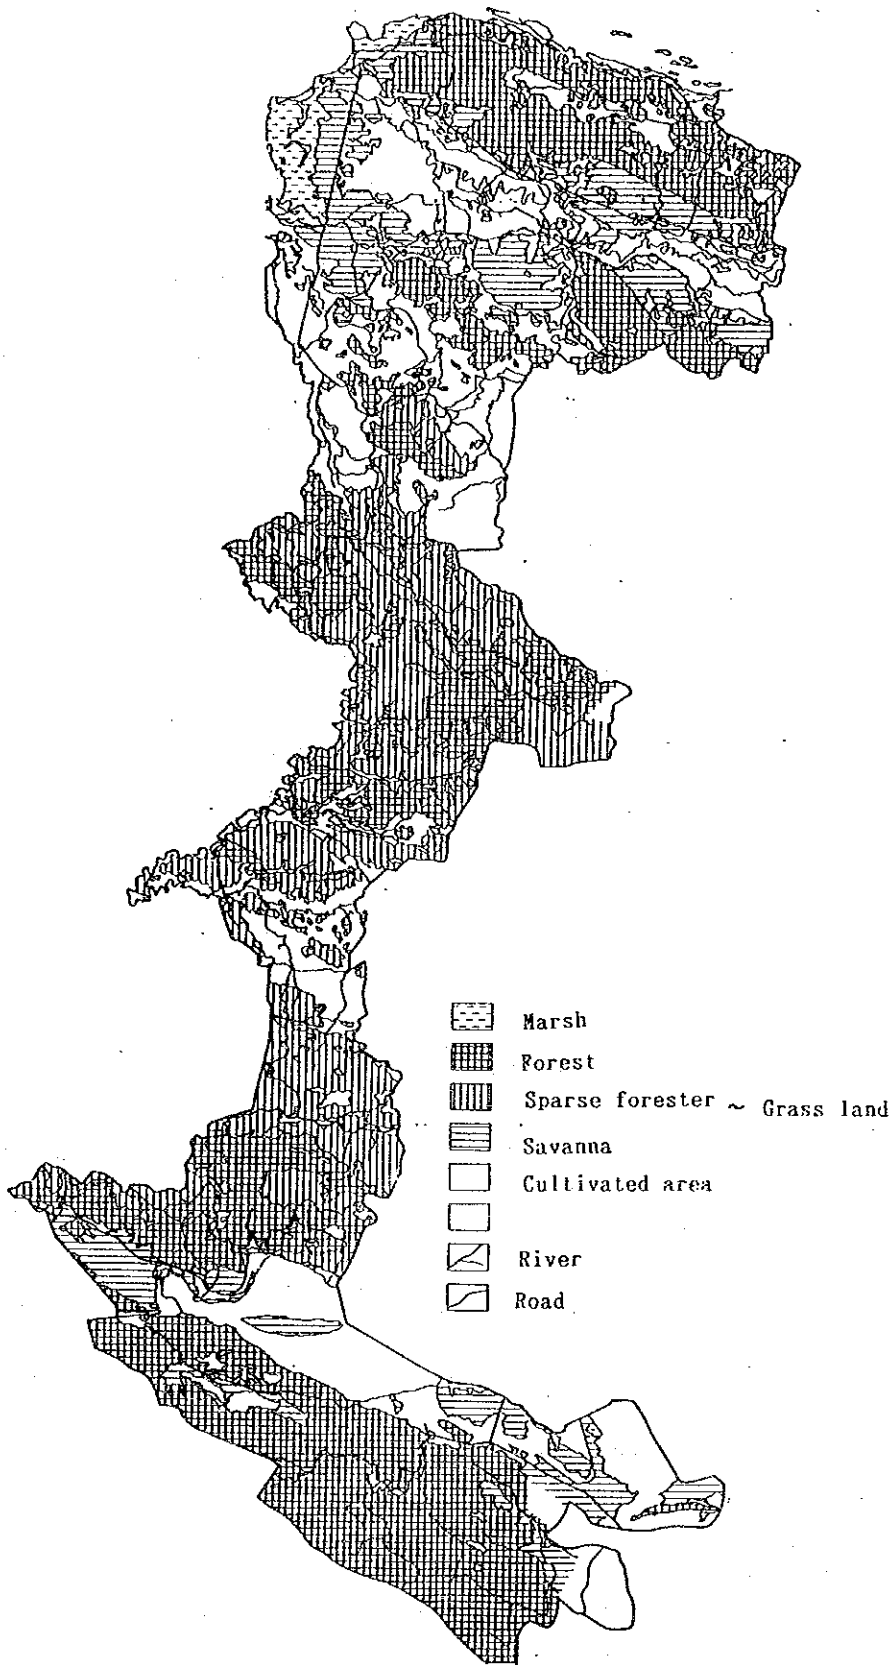 Marsh
Forest
Sparse forester ~ Grass land
Savanna
Cultivated area
River
Road